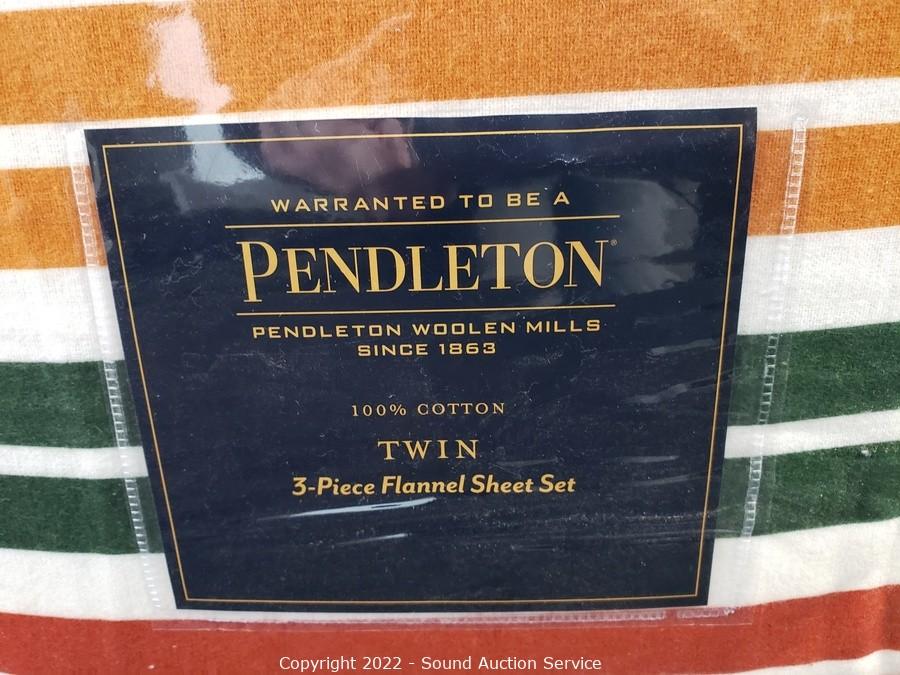 WARRANTED TO BE A
PENDLETON®
PENDLETON WOOLEN MILLS
SINCE 1863
100% COTTON
TWIN
3-Piece Flannel Sheet Set
Copyright 2022 - Sound Auction Service